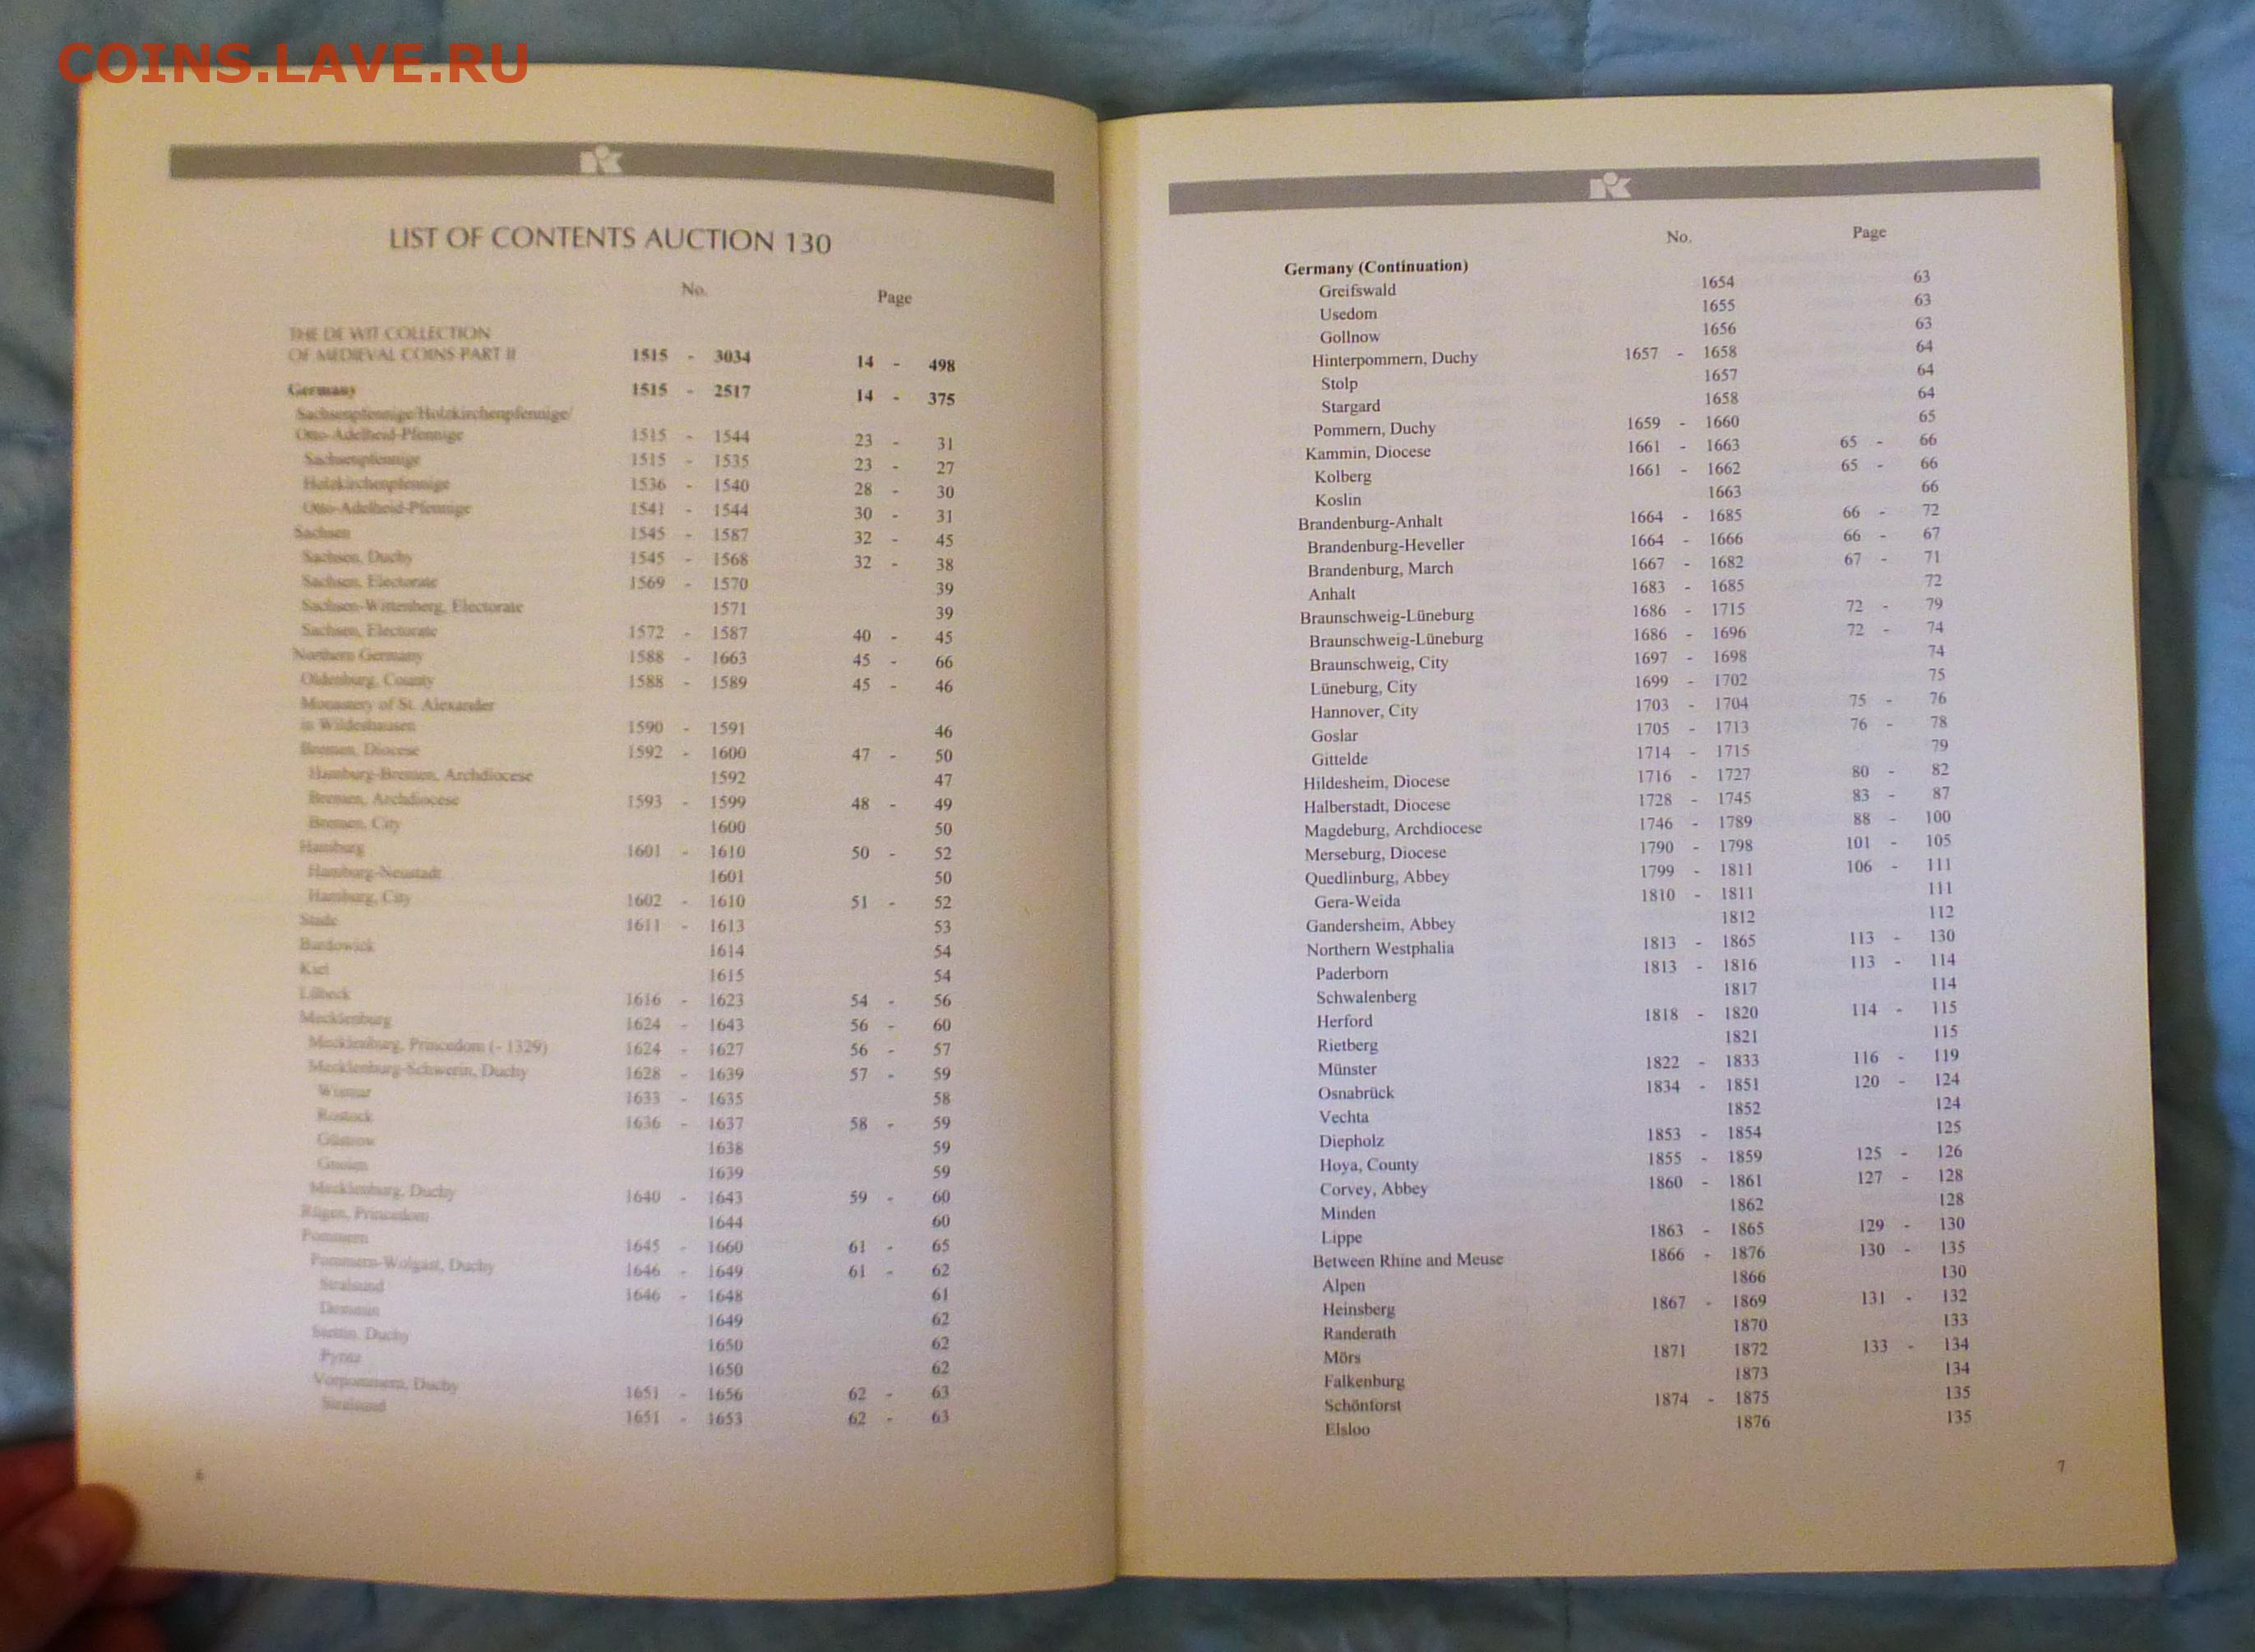 COINS.LAVE.RU
LIST OF CONTENTS AUCTION 130
No. Page
THE DE WIT COLLECTION
OF MEDIEVAL COINS PART II 1515 - 3034 14 - 498
Germany 1515 - 2517 14 - 375
Sachsenpfennige/Holzkirchenpfennige/
Otto-Adelheid-Pfennige 1515 - 1544 23 - 31
Sachsenpfennige 1515 - 1535 23 - 27
Holzkirchenpfennige 1536 - 1540 28 - 30
Otto-Adelheid-Pfennige 1541 - 1544 30 - 31
Sachsen 1545 - 1587 32 - 45
Sachsen, Duchy 1545 - 1568 32 - 38
Sachsen, Electorate 1569 - 1570 39
Sachsen-Wittenberg, Electorate 1571 39
Sachsen, Electorate 1572 - 1587 40 - 45
Northern Germany 1588 - 1663 45 - 66
Oldenburg, County 1588 - 1589 45 - 46
Monastery of St. Alexander
in Wildeshausen 1590 - 1591 46
Bremen, Diocese 1592 - 1600 47 - 50
Hamburg-Bremen, Archdiocese 1592 47
Bremen, Archdiocese 1593 - 1599 48 - 49
Bremen, City 1600 50
Hamburg 1601 - 1610 50 - 52
Hamburg-Neustadt 1601 50
Hamburg, City 1602 - 1610 51 - 52
Stade 1611 - 1613 53
Bardowick 1614 54
Kiel 1615 54
Lübeck 1616 - 1623 54 - 56
Mecklenburg 1624 - 1643 56 - 60
Mecklenburg, Princedom (- 1329) 1624 - 1627 56 - 57
Mecklenburg-Schwerin, Duchy 1628 - 1639 57 - 59
Wismar 1633 - 1635 58
Rostock 1636 - 1637 58 - 59
Güstrow 1638 59
Gnoien 1639 59
Mecklenburg, Duchy 1640 - 1643 59 - 60
Rügen, Princedom 1644 60
Pommern 1645 - 1660 61 - 65
Pommern-Wolgast, Duchy 1646 - 1649 61 - 62
Stralsund 1646 - 1648 61
Demmin 1649 62
Stettin, Duchy 1650 62
Pyritz 1650 62
Vorpommern, Duchy 1651 - 1656 62 - 63
Stralsund 1651 - 1653 62 - 63
6
No. Page
Germany (Continuation)
Greifswald 1654 63
Usedom 1655 63
Gollnow 1656 63
Hinterpommern, Duchy 1657 - 1658 64
Stolp 1657 64
Stargard 1658 64
Pommern, Duchy 1659 - 1660 65
Kammin, Diocese 1661 - 1663 65 - 66
Kolberg 1661 - 1662 65 - 66
Koslin 1663 66
Brandenburg-Anhalt 1664 - 1685 66 - 72
Brandenburg-Heveller 1664 - 1666 66 - 67
Brandenburg, March 1667 - 1682 67 - 71
Anhalt 1683 - 1685 72
Braunschweig-Lüneburg 1686 - 1715 72 - 79
Braunschweig-Lüneburg 1686 - 1696 72 - 74
Braunschweig, City 1697 - 1698 74
Lüneburg, City 1699 - 1702 75
Hannover, City 1703 - 1704 75 - 76
Goslar 1705 - 1713 76 - 78
Gittelde 1714 - 1715 79
Hildesheim, Diocese 1716 - 1727 80 - 82
Halberstadt, Diocese 1728 - 1745 83 - 87
Magdeburg, Archdiocese 1746 - 1789 88 - 100
Merseburg, Diocese 1790 - 1798 101 - 105
Quedlinburg, Abbey 1799 - 1811 106 - 111
Gera-Weida 1810 - 1811 111
Gandersheim, Abbey 1812 112
Northern Westphalia 1813 - 1865 113 - 130
Paderborn 1813 - 1816 113 - 114
Schwalenberg 1817 114
Herford 1818 - 1820 114 - 115
Rietberg 1821 115
Münster 1822 - 1833 116 - 119
Osnabrück 1834 - 1851 120 - 124
Vechta 1852 124
Diepholz 1853 - 1854 125
Hoya, County 1855 - 1859 125 - 126
Corvey, Abbey 1860 - 1861 127 - 128
Minden 1862 128
Lippe 1863 - 1865 129 - 130
Between Rhine and Meuse 1866 - 1876 130 - 135
Alpen 1866 130
Heinsberg 1867 - 1869 131 - 132
Randerath 1870 133
Mörs 1871 1872 133 - 134
Falkenburg 1873 134
Schönforst 1874 - 1875 135
Elsloo 1876 135
7